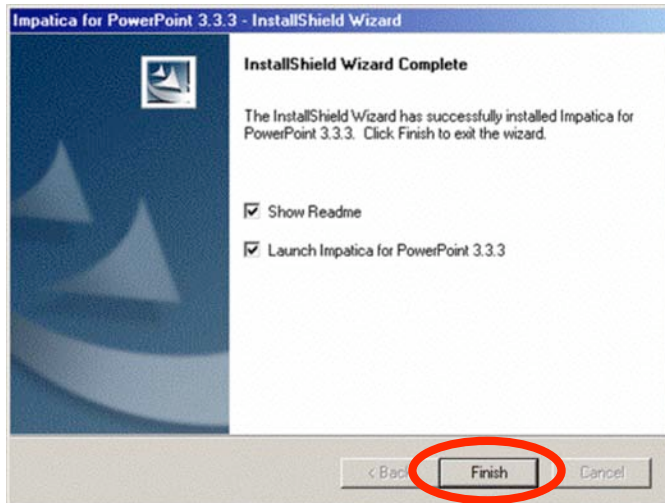 Impatica for PowerPoint 3.3.3 - InstallShield Wizard
InstallShield Wizard Complete
The InstallShield Wizard has successfully installed Impatica for
PowerPoint 3.3.3. Click Finish to exit the wizard.
Show Readme
Launch Impatica for PowerPoint 3.3.3
< Back Finish Cancel